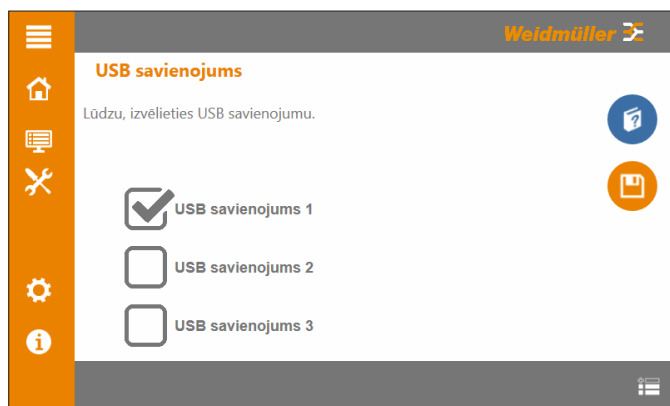 Weidmüller
USB savienojums
Lūdzu, izvēlieties USB savienojumu.
USB savienojums 1
USB savienojums 2
USB savienojums 3